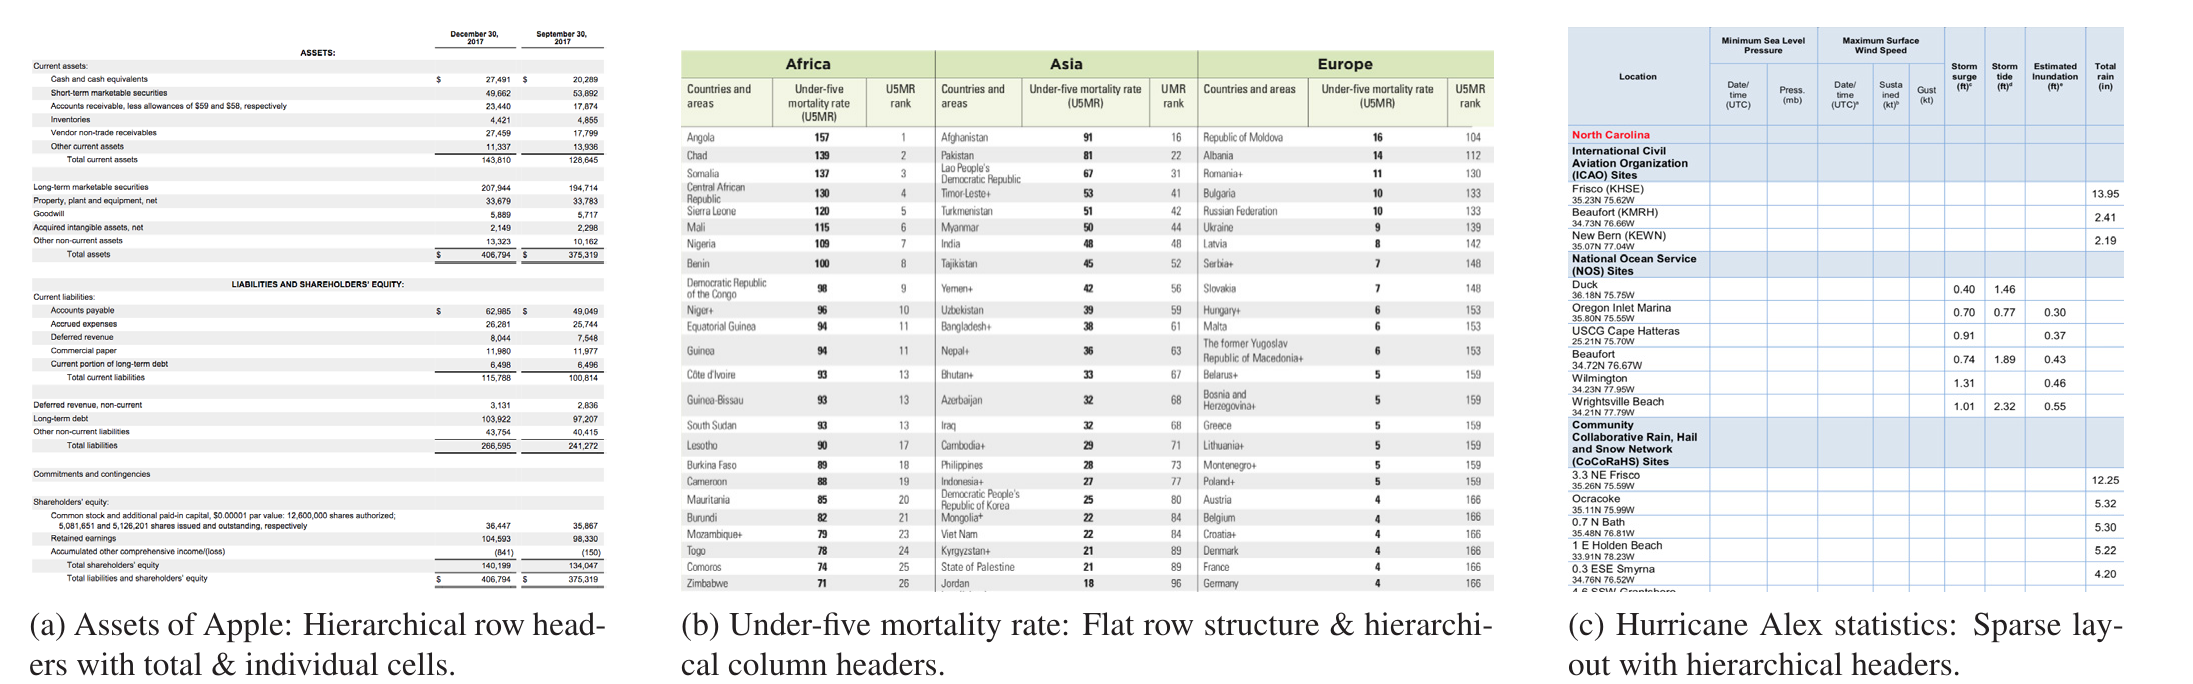 December 30, September 30,
2017 2017
ASSETS:
Current assets:
Cash and cash equivalents $ 27,491 $ 20,289
Short-term marketable securities 49,662 53,892
Accounts receivable, less allowances of $59 and $58, respectively 23,440 17,874
Inventories 4,421 4,855
Vendor non-trade receivables 27,459 17,799
Other current assets 11,337 13,936
Total current assets 143,810 128,645
Long-term marketable securities 207,944 194,714
Property, plant and equipment, net 33,679 33,783
Goodwill 5,889 5,717
Acquired intangible assets, net 2,149 2,298
Other non-current assets 13,323 10,162
Total assets $ 406,794 $ 375,319
LIABILITIES AND SHAREHOLDERS' EQUITY:
Current liabilities:
Accounts payable $ 62,985 $ 49,049
Accrued expenses 26,281 25,744
Deferred revenue 8,044 7,548
Commercial paper 11,980 11,977
Current portion of long-term debt 6,498 6,496
Total current liabilities 115,788 100,814
Deferred revenue, non-current 3,131 2,836
Long-term debt 103,922 97,207
Other non-current liabilities 43,754 40,415
Total liabilities 266,595 241,272
Commitments and contingencies
Shareholders' equity:
Common stock and additional paid-in capital, $0.00001 par value: 12,600,000 shares authorized;
5,081,651 and 5,126,201 shares issued and outstanding, respectively 36,447 35,867
Retained earnings 104,593 98,330
Accumulated other comprehensive income/(loss) (841) (150)
Total shareholders' equity 140,199 134,047
Total liabilities and shareholders' equity $ 406,794 $ 375,319
(a) Assets of Apple: Hierarchical row head-
ers with total & individual cells.
Africa Asia Europe
Countries and Under-five U5MR Countries and Under-five mortality rate UMR Countries and areas Under-five mortality rate U5MR
areas mortality rate rank areas (U5MR) rank (U5MR) rank
(U5MR)
Angola 157 1 Afghanistan 91 16 Republic of Moldova 16 104
Chad 139 2 Pakistan 81 22 Albania 14 112
Somalia 137 3 Lao People's Democratic Republic 67 31 Romania+ 11 130
Central African Republic 130 4 Timor-Leste+ 53 41 Bulgaria 10 133
Sierra Leone 120 5 Turkmenistan 51 42 Russian Federation 10 133
Mali 115 6 Myanmar 50 44 Ukraine 9 139
Nigeria 109 7 India 48 48 Latvia 8 142
Benin 100 8 Tajikistan 45 52 Serbia+ 7 148
Democratic Republic of the Congo 98 9 Yemen+ 42 56 Slovakia 7 148
Niger+ 96 10 Uzbekistan 39 59 Hungary+ 6 153
Equatorial Guinea 94 11 Bangladesh+ 38 61 Malta 6 153
Guinea 94 11 Nepal+ 36 63 The former Yugoslav Republic of Macedonia+ 6 153
Côte d'Ivoire 93 13 Bhutan+ 33 67 Belarus+ 5 159
Guinea-Bissau 93 13 Azerbaijan 32 68 Bosnia and Herzegovina+ 5 159
South Sudan 93 13 Iraq 32 68 Greece 5 159
Lesotho 90 17 Cambodia+ 29 71 Lithuania+ 5 159
Burkina Faso 89 18 Philippines 28 73 Montenegro+ 5 159
Cameroon 88 19 Indonesia+ 27 77 Poland+ 5 159
Mauritania 85 20 Democratic People's Republic of Korea 25 80 Austria 4 166
Burundi 82 21 Mongolia+ 22 84 Belgium 4 166
Mozambique+ 79 23 Viet Nam 22 84 Croatia+ 4 166
Togo 78 24 Kyrgyzstan+ 21 89 Denmark 4 166
Comoros 74 25 State of Palestine 21 89 France 4 166
Zimbabwe 71 26 Jordan 18 96 Germany 4 166
(b) Under-five mortality rate: Flat row structure & hierarchi-
cal column headers.
Location
Minimum Sea Level
Pressure
Maximum Surface
Wind Speed
Date/
time
(UTC)
Press.
(mb)
Date/
time
(UTC)ᵃ
Susta
ined
(kt)ᵇ
Gust
(kt)
Storm
surge
(ft)ᶜ
Storm
tide
(ft)ᵈ
Estimated
Inundation
(ft)ᵉ
Total
rain
(in)
North Carolina
International Civil
Aviation Organization
(ICAO) Sites
Frisco (KHSE)
35.23N 75.62W 13.95
Beaufort (KMRH)
34.73N 76.66W 2.41
New Bern (KEWN)
35.07N 77.04W 2.19
National Ocean Service
(NOS) Sites
Duck
36.18N 75.75W 0.40 1.46
Oregon Inlet Marina
35.80N 75.55W 0.70 0.77 0.30
USCG Cape Hatteras
25.21N 75.70W 0.91 0.37
Beaufort
34.72N 76.67W 0.74 1.89 0.43
Wilmington
34.23N 77.95W 1.31 0.46
Wrightsville Beach
34.21N 77.79W 1.01 2.32 0.55
Community
Collaborative Rain, Hail
and Snow Network
(CoCoRaHS) Sites
3.3 NE Frisco
35.26N 75.59W 12.25
Ocracoke
35.11N 75.99W 5.32
0.7 N Bath
35.48N 76.81W 5.30
1 E Holden Beach
33.91N 78.23W 5.22
0.3 ESE Smyrna
34.76N 76.52W 4.20
(c) Hurricane Alex statistics: Sparse lay-
out with hierarchical headers.